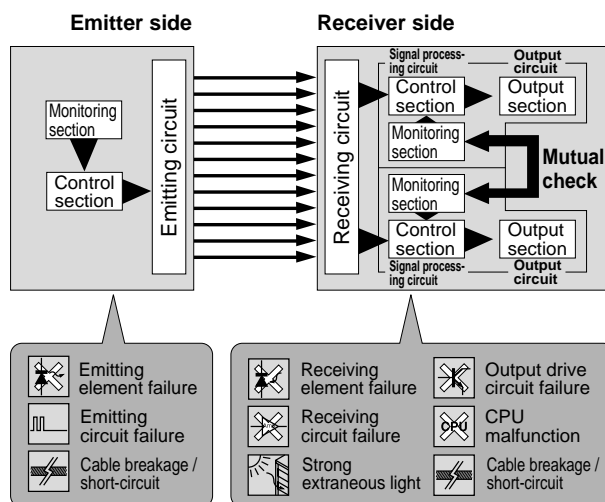 Emitter side
Receiver side
Monitoring
section
Control
section
Emitting circuit
Receiving circuit
Signal process-
ing circuit
Output
circuit
Control
section
Output
section
Monitoring
section
Mutual
check
Monitoring
section
Control
section
Output
section
Signal process-
ing circuit
Output
circuit
Emitting
element failure
Emitting
circuit failure
Cable breakage /
short-circuit
Receiving
element failure
Receiving
circuit failure
Strong
extraneous light
Output drive
circuit failure
CPU
CPU
malfunction
Cable breakage /
short-circuit